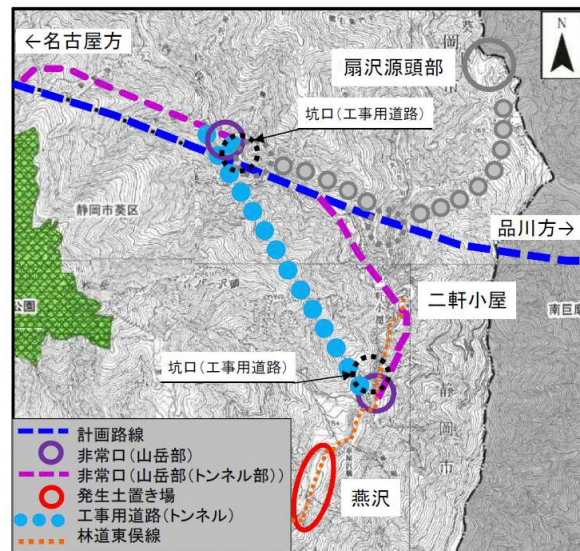 ←名古屋方
扇沢源頭部
N
坑口(工事用道路)
静岡市葵区
品川方→
二軒小屋
南巨
公園
坑口(工事用道路)
静岡市
燕沢
計画路線
非常口(山岳部)
非常口(山岳部(トンネル部))
発生土置き場
工事用道路(トンネル)
林道東俣線